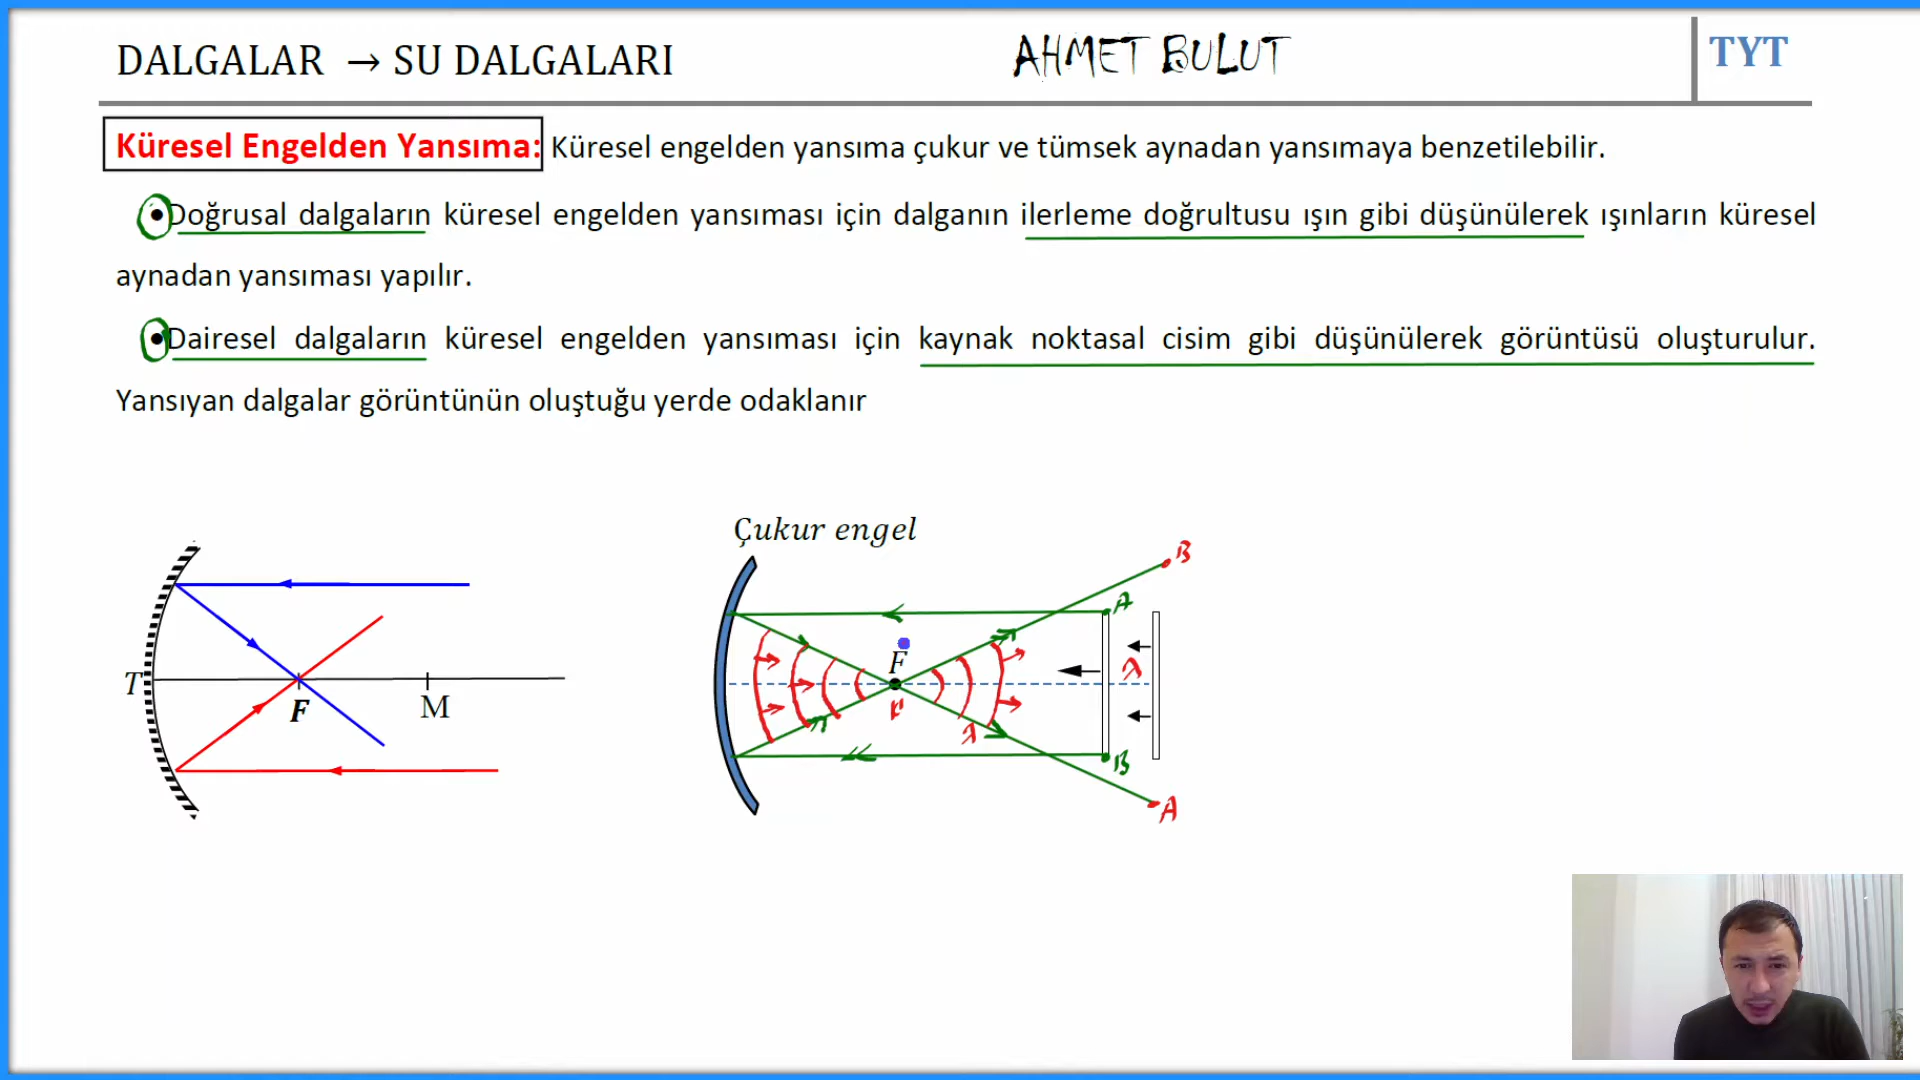 DALGALAR → SU DALGALARI
AHMET BULUT
TYT
Küresel Engelden Yansıma: Küresel engelden yansıma çukur ve tümsek aynadan yansımaya benzetilebilir.
• Doğrusal dalgaların küresel engelden yansıması için dalganın ilerleme doğrultusu ışın gibi düşünülerek ışınların küresel
aynadan yansıması yapılır.
• Dairesel dalgaların küresel engelden yansıması için kaynak noktasal cisim gibi düşünülerek görüntüsü oluşturulur.
Yansıyan dalgalar görüntünün oluştuğu yerde odaklanır
Çukur engel
B
A
F
T
λ
F
M
λ
B
A